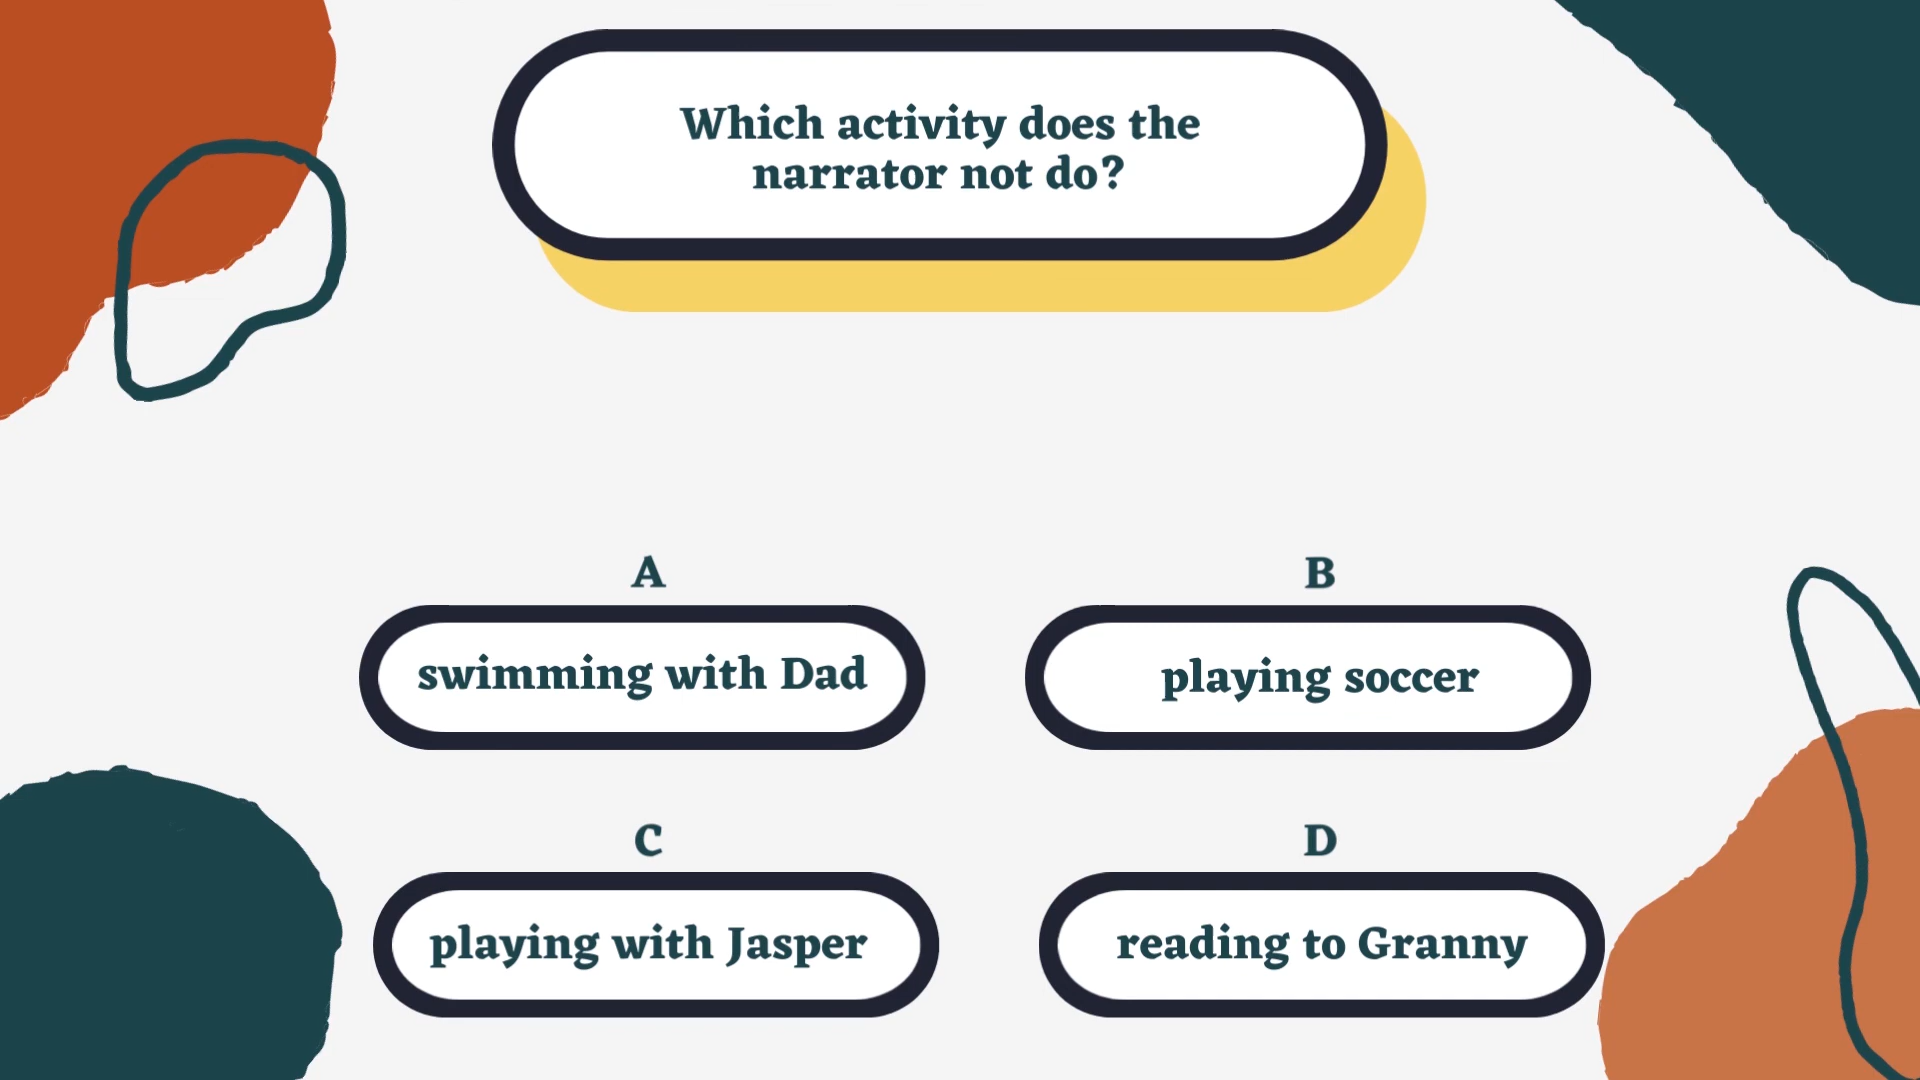 Which activity does the
narrator not do?
A
swimming with Dad
B
playing soccer
C
playing with Jasper
D
reading to Granny